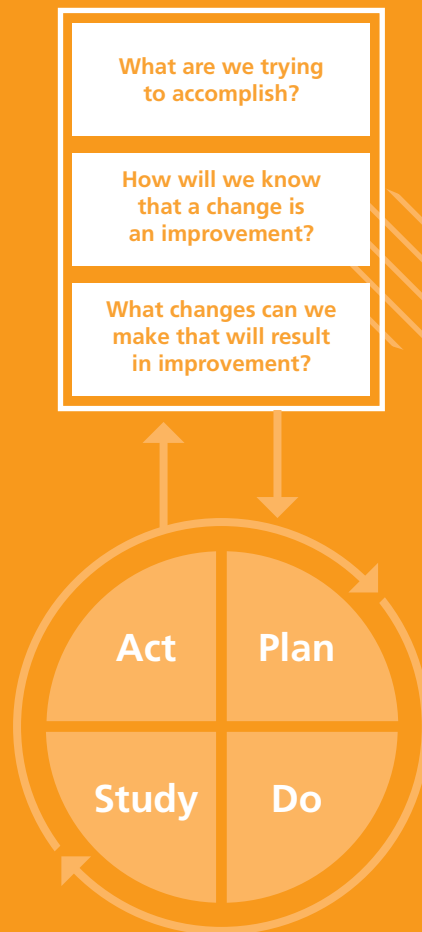 What are we trying
to accomplish?
How will we know
that a change is
an improvement?
What changes can we
make that will result
in improvement?
Act
Plan
Study
Do